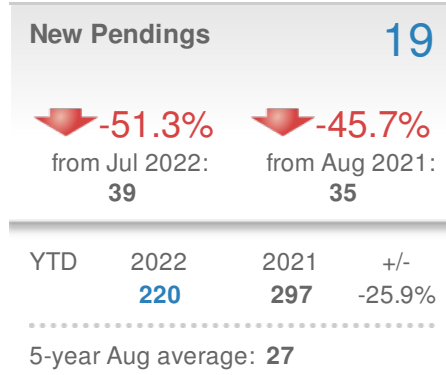 New Pendings 19
-51.3% -45.7%
from Jul 2022: from Aug 2021:
39 35
YTD 2022 2021 +/-
220 297 -25.9%
5-year Aug average: 27